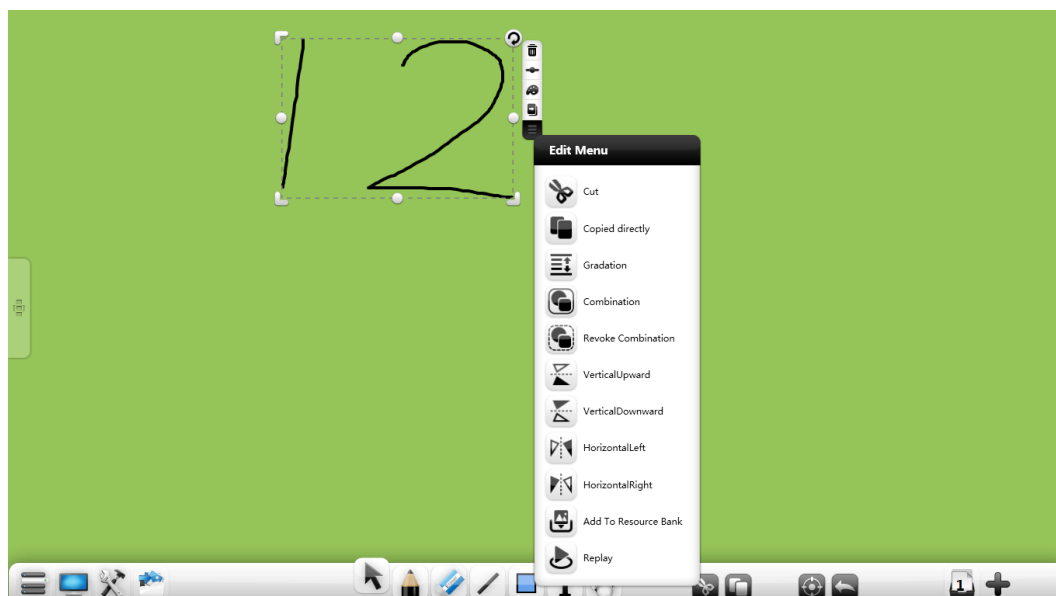 12
Edit Menu
Cut
Copied directly
Gradation
Combination
Revoke Combination
VerticalUpward
VerticalDownward
HorizontalLeft
HorizontalRight
Add To Resource Bank
Replay
1